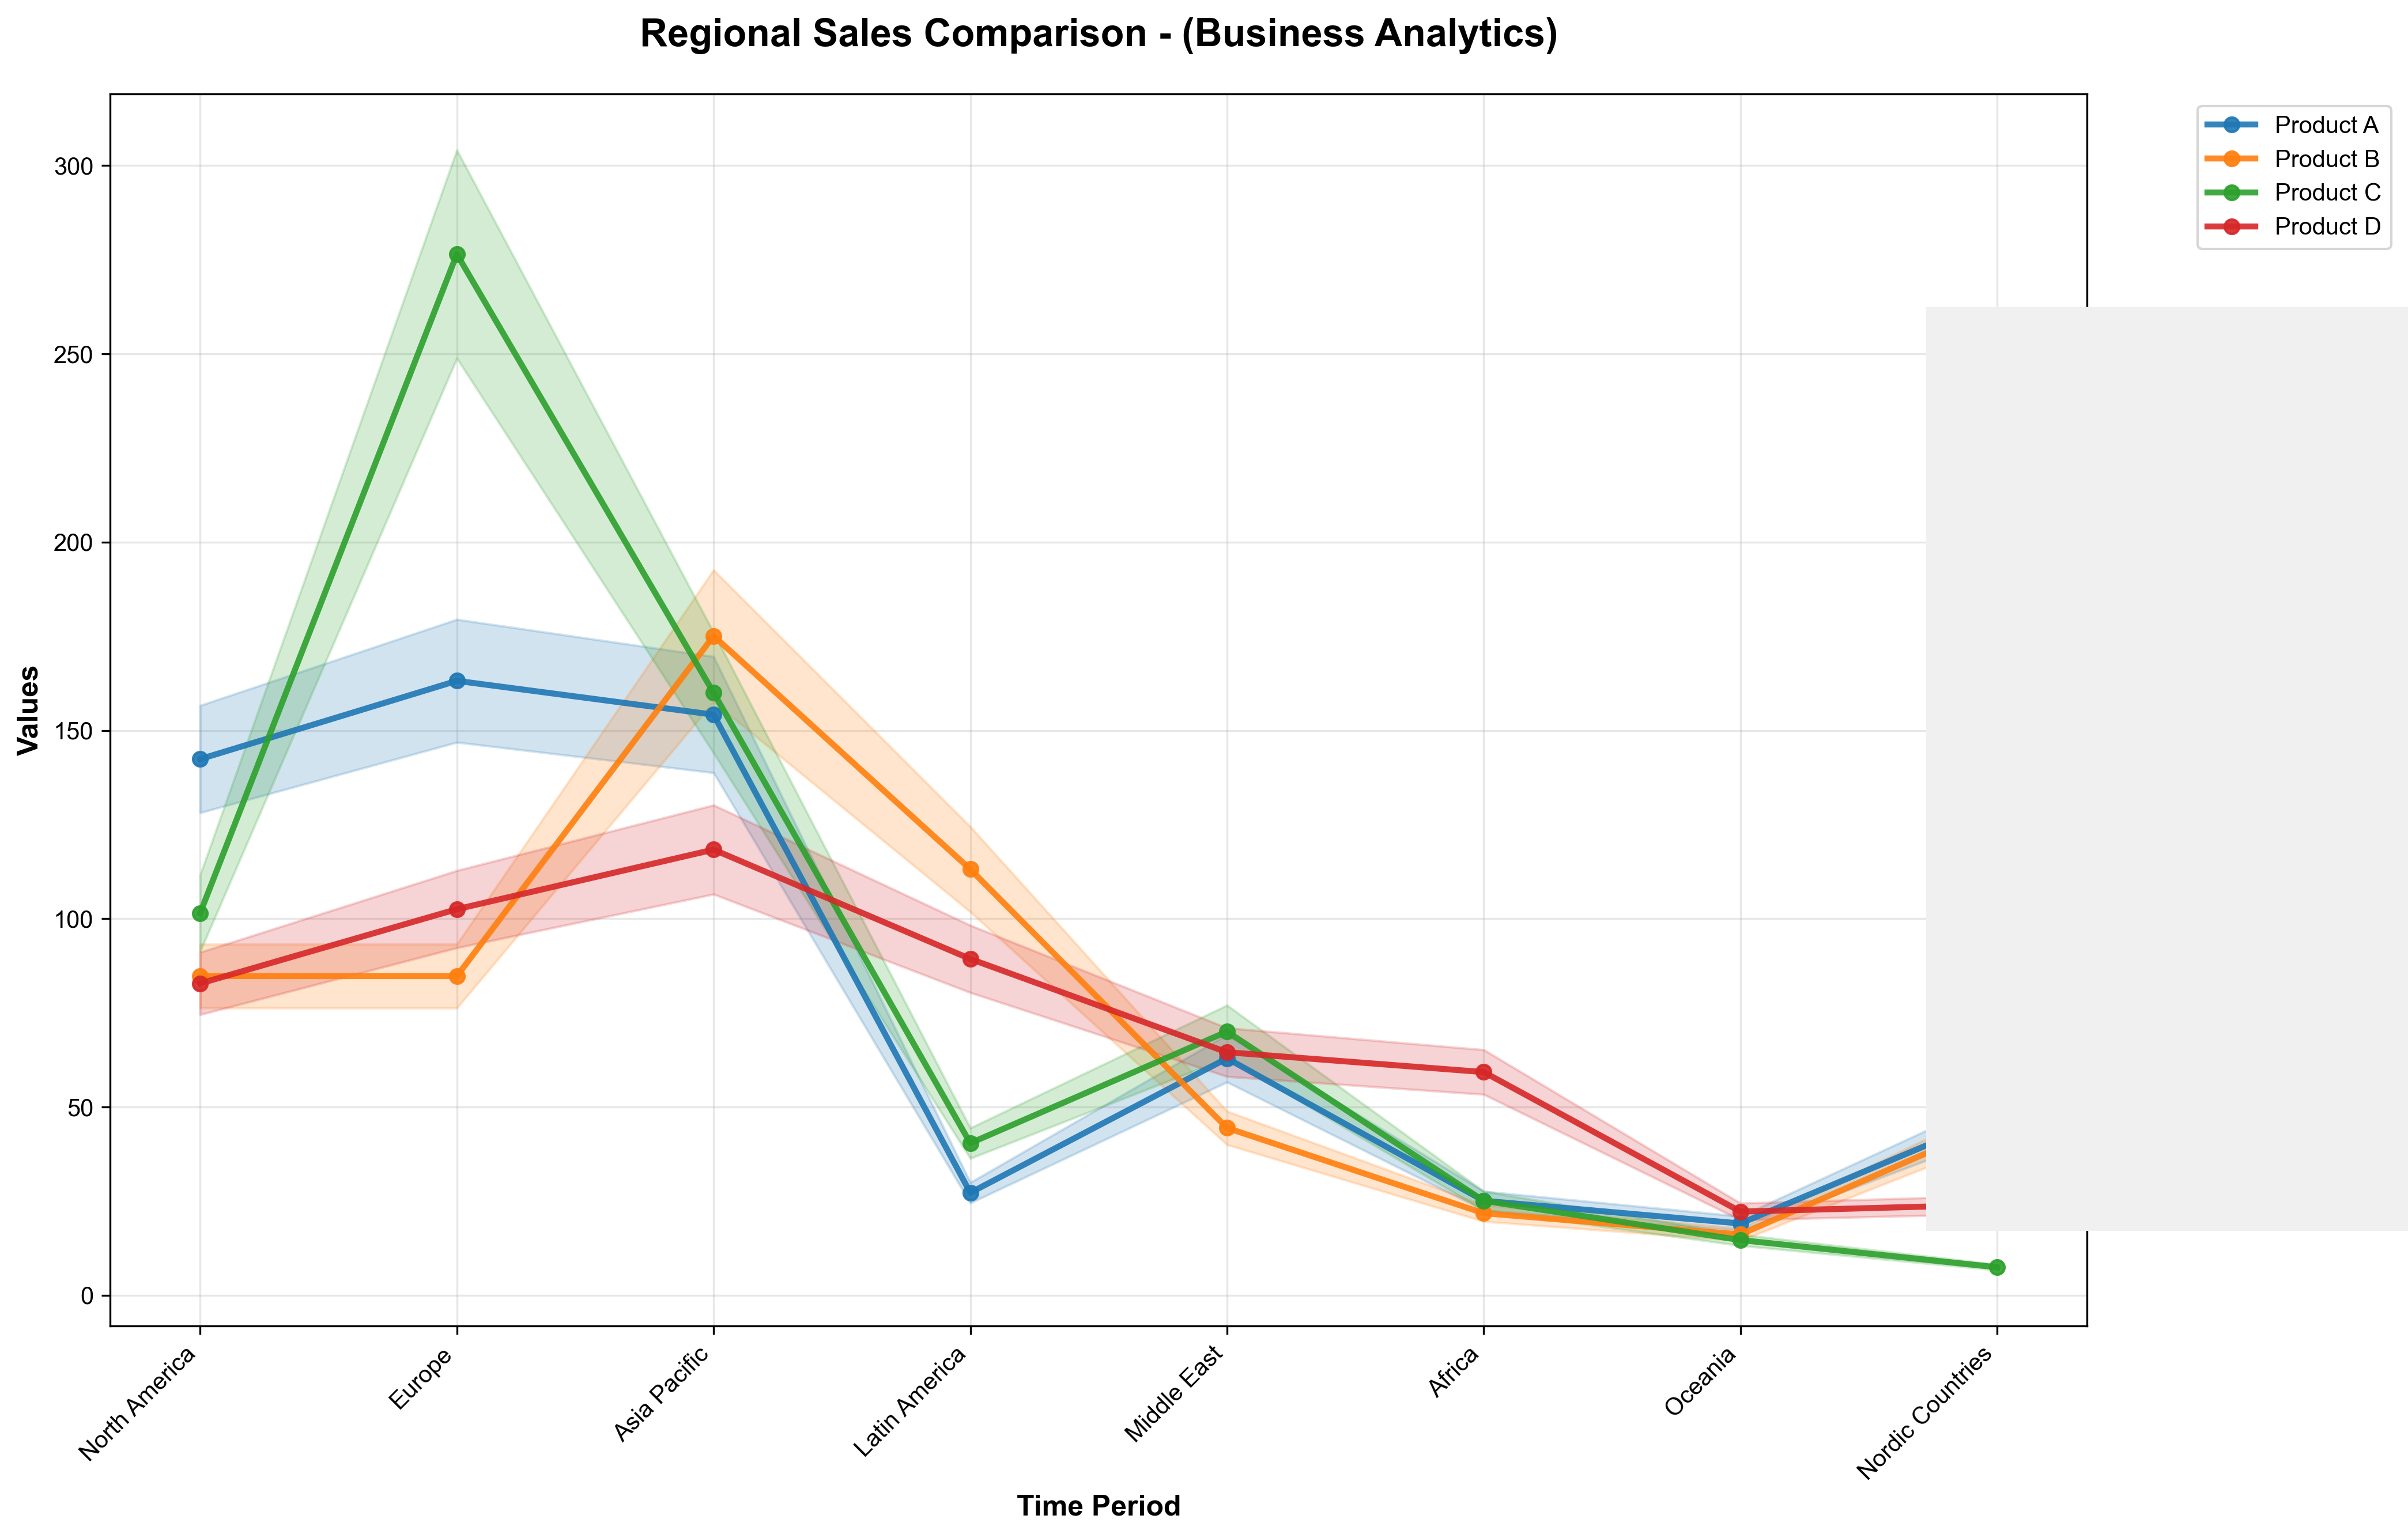 Regional Sales Comparison - (Business Analytics)
Product A
Product B
Product C
Product D
Values
300
250
200
150
100
50
0
North America
Europe
Asia Pacific
Latin America
Middle East
Africa
Oceania
Nordic Countries
Time Period